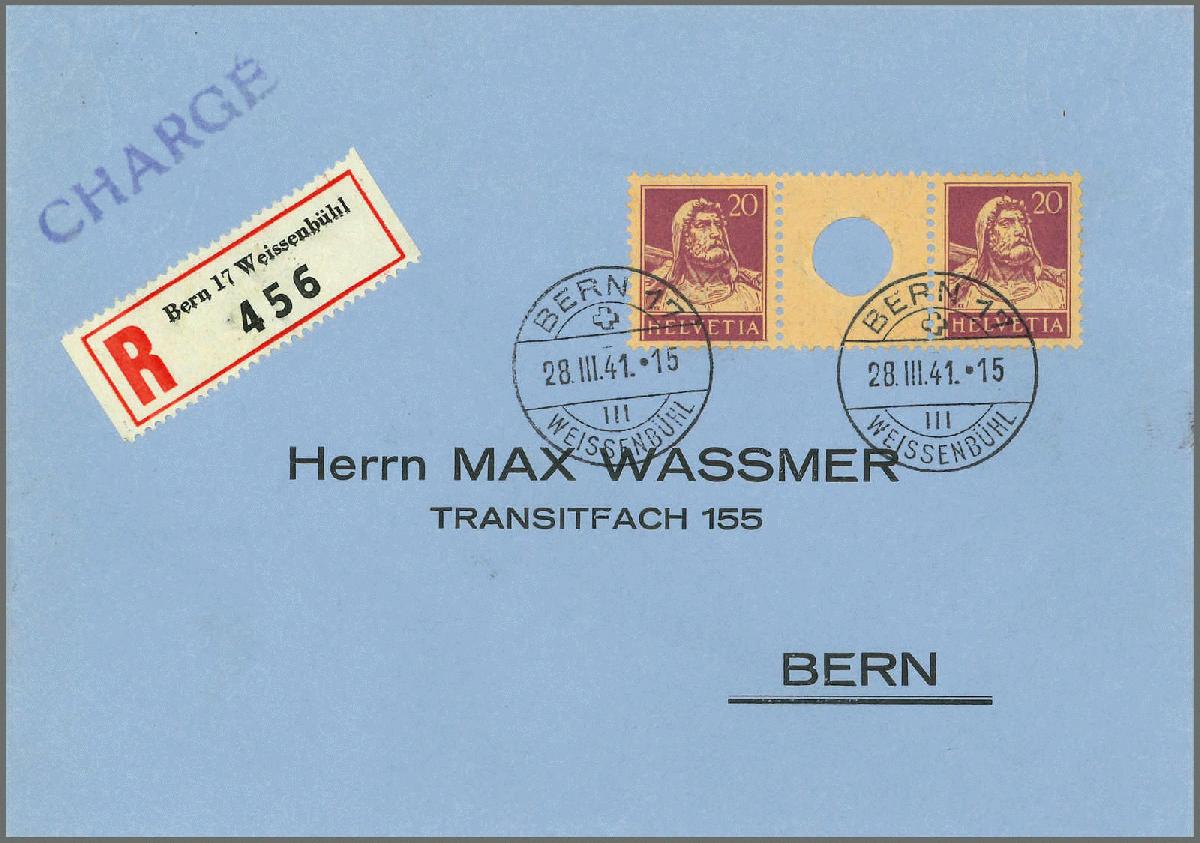 CHARGÉ
Bern 17 Weissenbühl
R
456
20
HELVETIA
20
HELVETIA
BERN 17
28.III.41.•15
III
WEISSENBÜHL
BERN 17
28.III.41.•15
III
WEISSENBÜHL
Herrn MAX WASSMER
TRANSITFACH 155
BERN